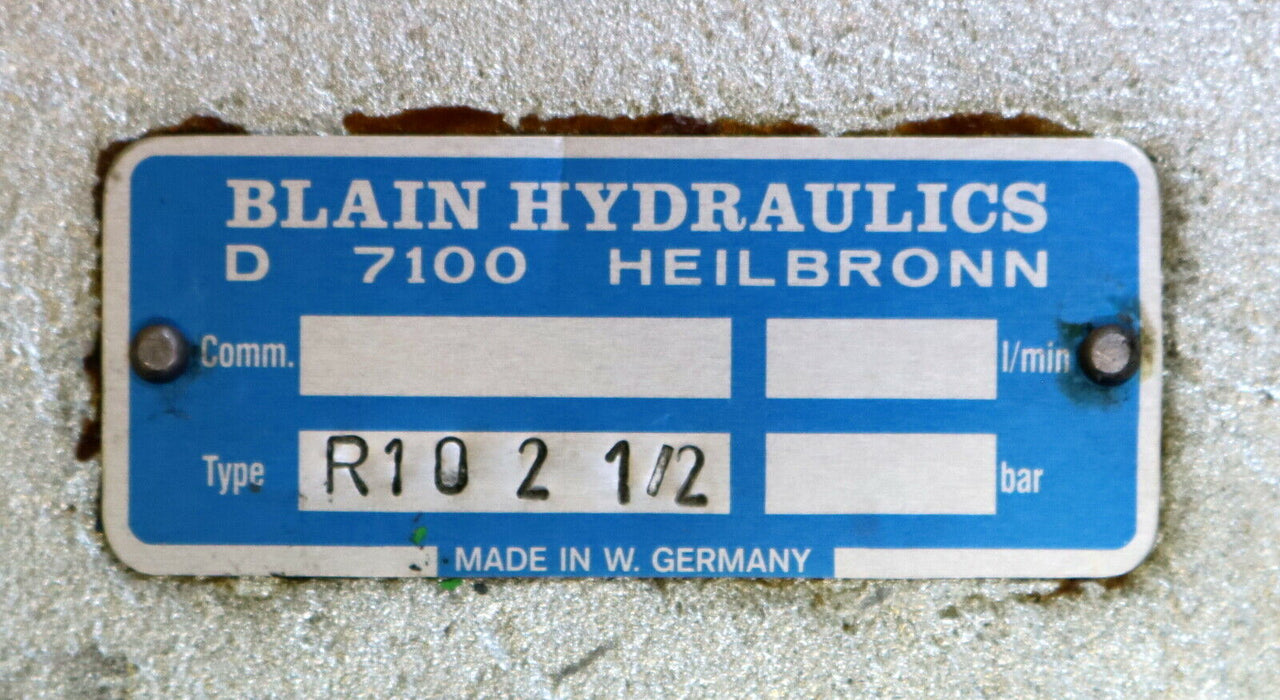 BLAIN HYDRAULICS
D 7100 HEILBRONN
Comm. l/min
Type R10 2 1/2 bar
MADE IN W. GERMANY